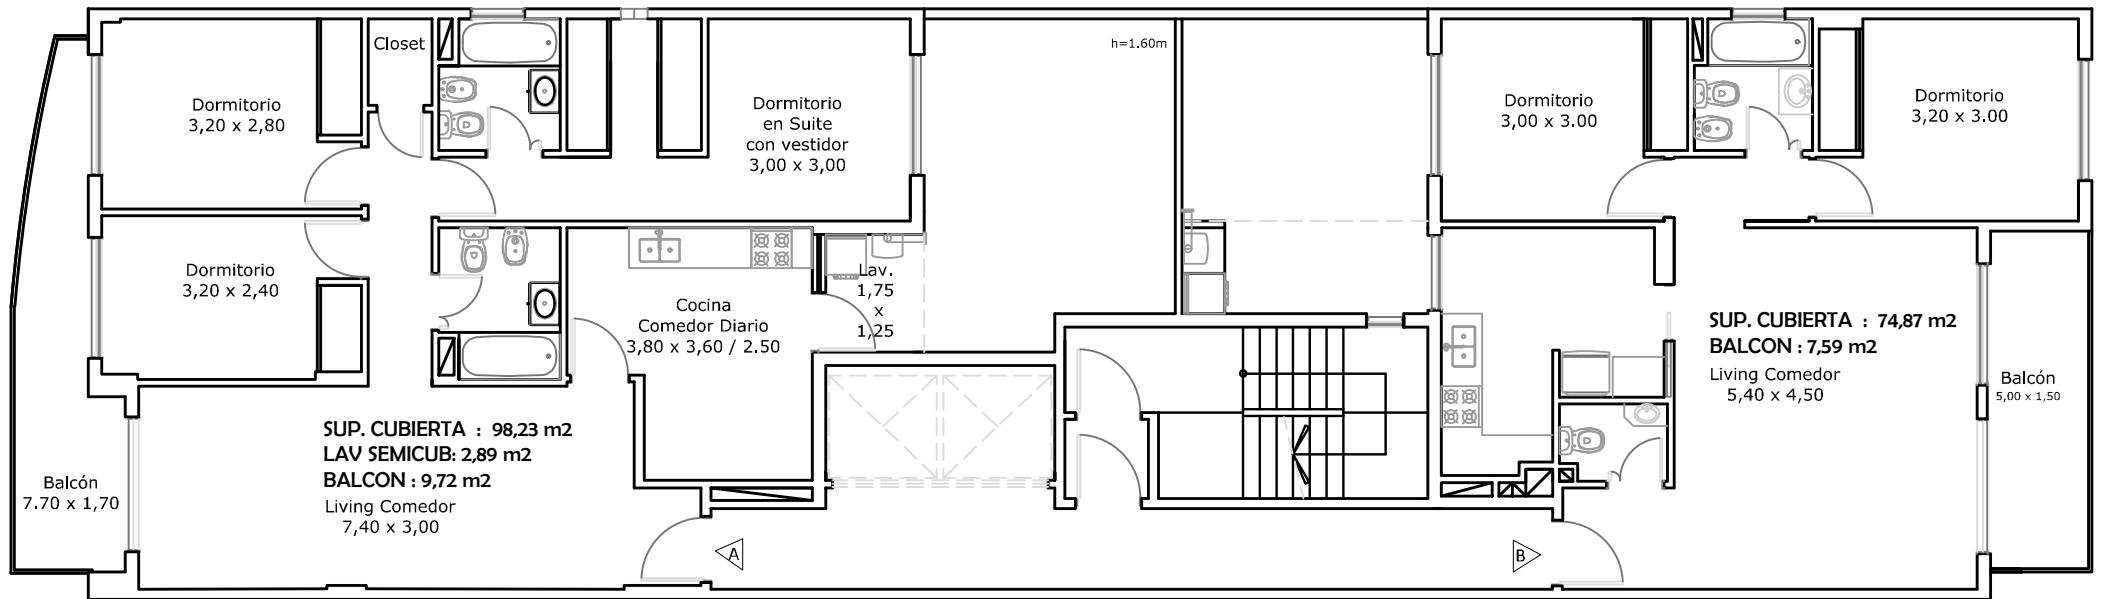 Closet
Dormitorio
3,20 x 2,80
Dormitorio
en Suite
con vestidor
3,00 x 3,00
h=1.60m
Dormitorio
3,00 x 3.00
Dormitorio
3,20 x 3.00
Dormitorio
3,20 x 2,40
Cocina
Comedor Diario
3,80 x 3,60 / 2.50
Lav.
1,75
x
1,25
SUP. CUBIERTA : 74,87 m2
BALCON : 7,59 m2
Living Comedor
5,40 x 4,50
Balcón
5,00 x 1,50
SUP. CUBIERTA : 98,23 m2
LAV SEMICUB: 2,89 m2
BALCON : 9,72 m2
Living Comedor
7,40 x 3,00
Balcón
7.70 x 1,70
A
B